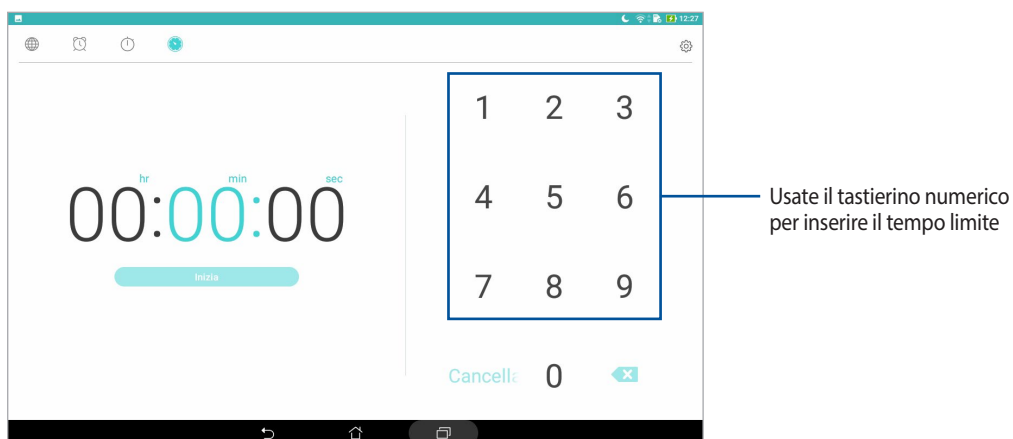 12:27
hr min sec
00:00:00
Inizia
1 2 3
4 5 6
7 8 9
Cancella 0
Usate il tastierino numerico
per inserire il tempo limite